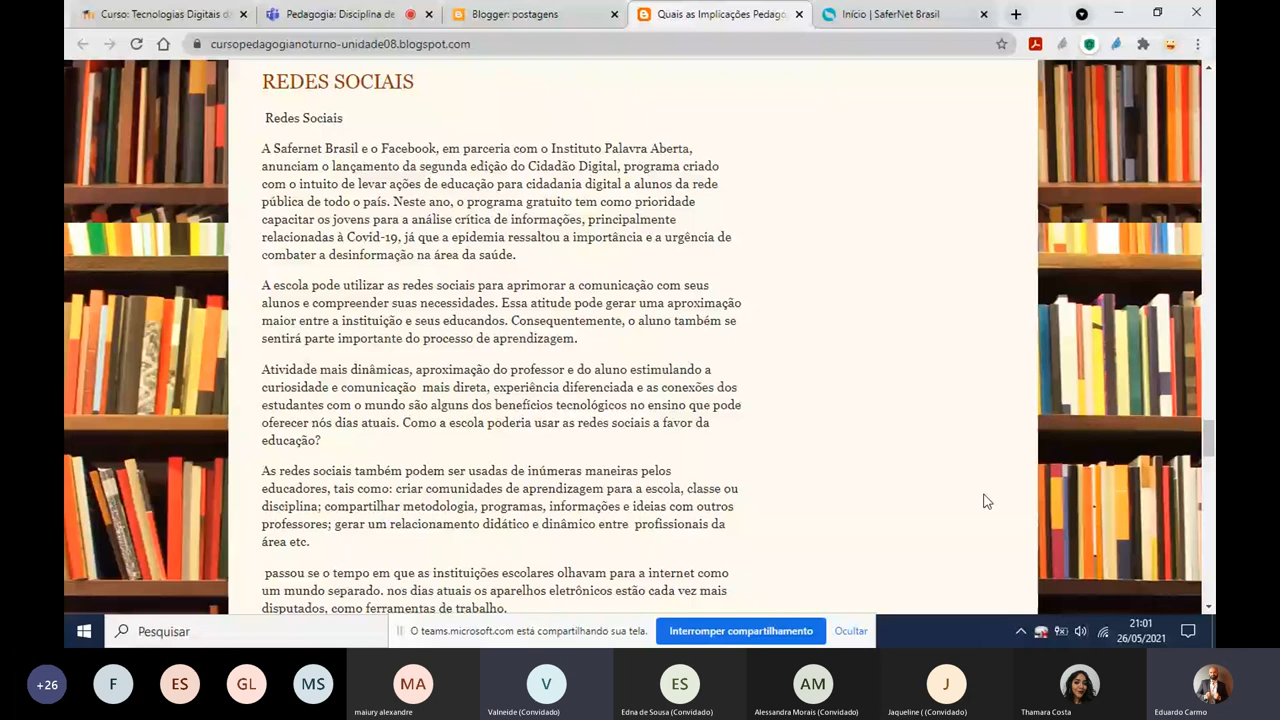 Curso: Tecnologias Digitais da
Pedagogia: Disciplina de
Blogger: postagens
Quais as Implicações Pedagó
Início | SaferNet Brasil
cursopedagogianoturno-unidade08.blogspot.com
REDES SOCIAIS
Redes Sociais
A Safernet Brasil e o Facebook, em parceria com o Instituto Palavra Aberta,
anunciam o lançamento da segunda edição do Cidadão Digital, programa criado
com o intuito de levar ações de educação para cidadania digital a alunos da rede
pública de todo o país. Neste ano, o programa gratuito tem como prioridade
capacitar os jovens para a análise crítica de informações, principalmente
relacionadas à Covid-19, já que a epidemia ressaltou a importância e a urgência de
combater a desinformação na área da saúde.
A escola pode utilizar as redes sociais para aprimorar a comunicação com seus
alunos e compreender suas necessidades. Essa atitude pode gerar uma aproximação
maior entre a instituição e seus educandos. Consequentemente, o aluno também se
sentirá parte importante do processo de aprendizagem.
Atividade mais dinâmicas, aproximação do professor e do aluno estimulando a
curiosidade e comunicação mais direta, experiência diferenciada e as conexões dos
estudantes com o mundo são alguns dos benefícios tecnológicos no ensino que pode
oferecer nós dias atuais. Como a escola poderia usar as redes sociais a favor da
educação?
As redes sociais também podem ser usadas de inúmeras maneiras pelos
educadores, tais como: criar comunidades de aprendizagem para a escola, classe ou
disciplina; compartilhar metodologia, programas, informações e ideias com outros
professores; gerar um relacionamento didático e dinâmico entre profissionais da
área etc.
passou se o tempo em que as instituições escolares olhavam para a internet como
um mundo separado. nos dias atuais os aparelhos eletrônicos estão cada vez mais
disputados, como ferramentas de trabalho.
Pesquisar
O teams.microsoft.com está compartilhando sua tela.
Interromper compartilhamento
Ocultar
21:01
26/05/2021
+26
F
ES
GL
MS
MA
V
ES
AM
J
maiury alexandre
Valneide (Convidado)
Edna de Sousa (Convidado)
Alessandra Morais (Convidado)
Jaqueline ( (Convidado)
Thamara Costa
Eduardo Carmo